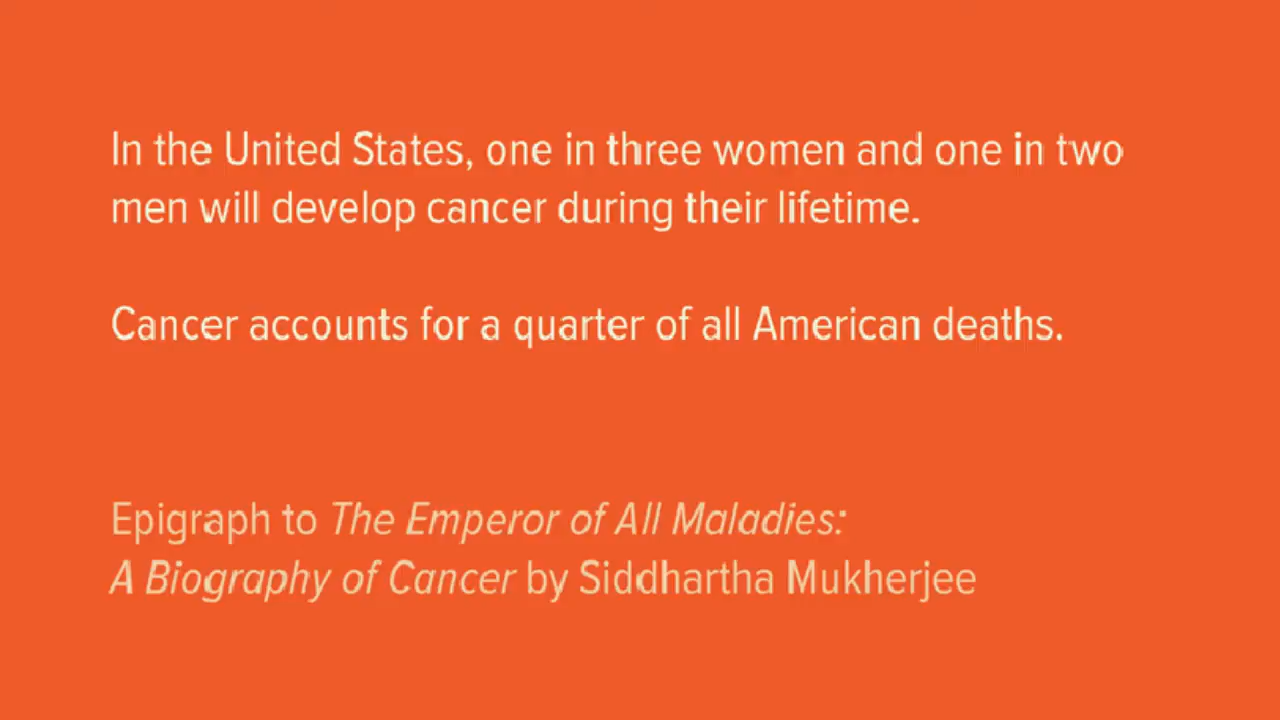 In the United States, one in three women and one in two
men will develop cancer during their lifetime.
Cancer accounts for a quarter of all American deaths.
Epigraph to The Emperor of All Maladies:
A Biography of Cancer by Siddhartha Mukherjee